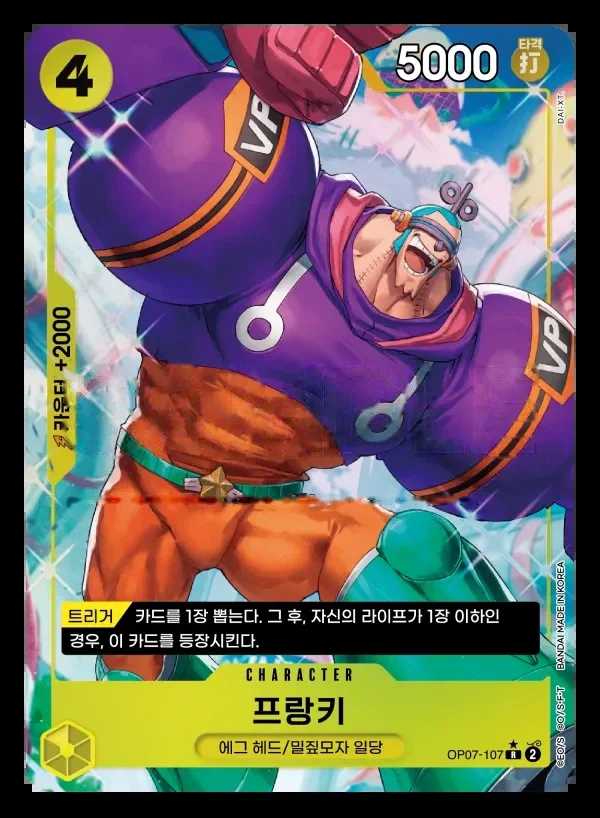 4
5000
타격
打
DAI-XT.
VP
VP
카운터 +2000
트리거 카드를 1장 뽑는다. 그 후, 자신의 라이프가 1장 이하인
경우, 이 카드를 등장시킨다.
BANDAI MADE IN KOREA
©EO/S ©O/S·F·T
CHARACTER
프랑키
에그 헤드/밀짚모자 일당
OP07-107 R 2